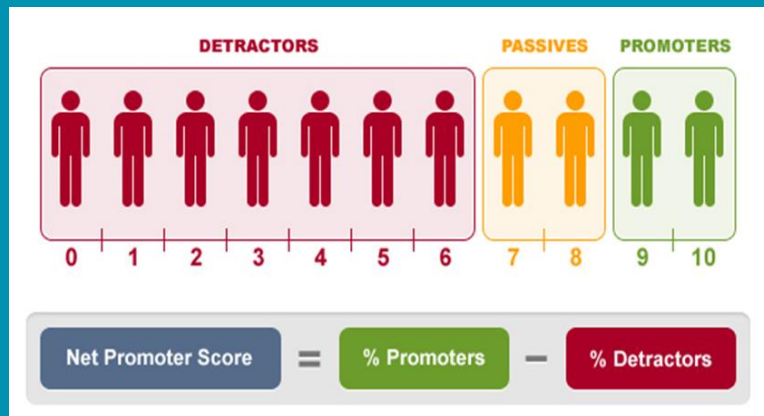 DETRACTORS PASSIVES PROMOTERS
0 1 2 3 4 5 6 7 8 9 10
Net Promoter Score = % Promoters − % Detractors